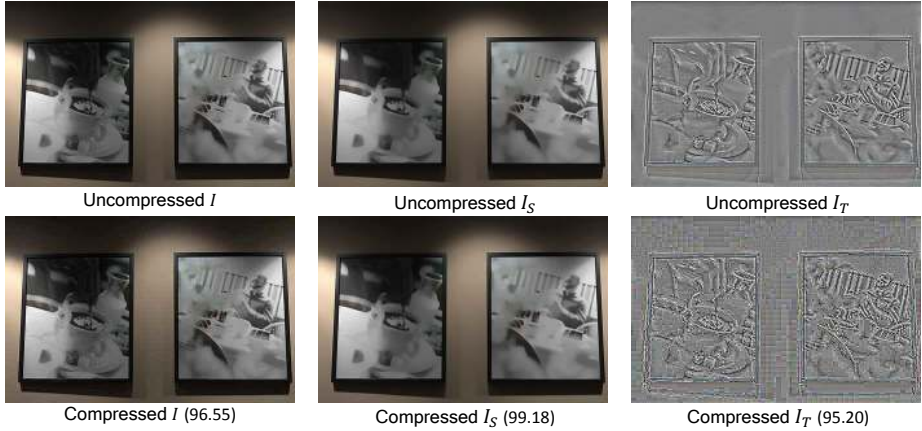 Uncompressed I
Uncompressed I_S
Uncompressed I_T
Compressed I (96.55)
Compressed I_S (99.18)
Compressed I_T (95.20)